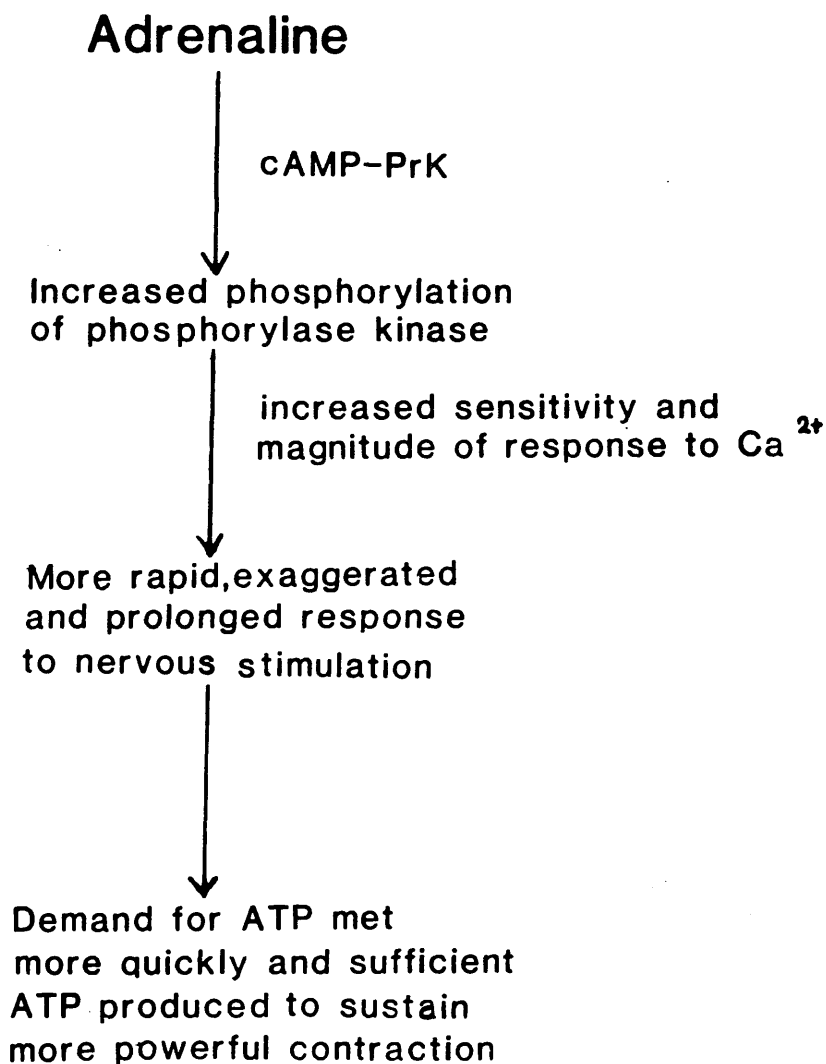 Adrenaline
cAMP-PrK
Increased phosphorylation
of phosphorylase kinase
increased sensitivity and
magnitude of response to Ca 2+
More rapid,exaggerated
and prolonged response
to nervous stimulation
Demand for ATP met
more quickly and sufficient
ATP produced to sustain
more powerful contraction